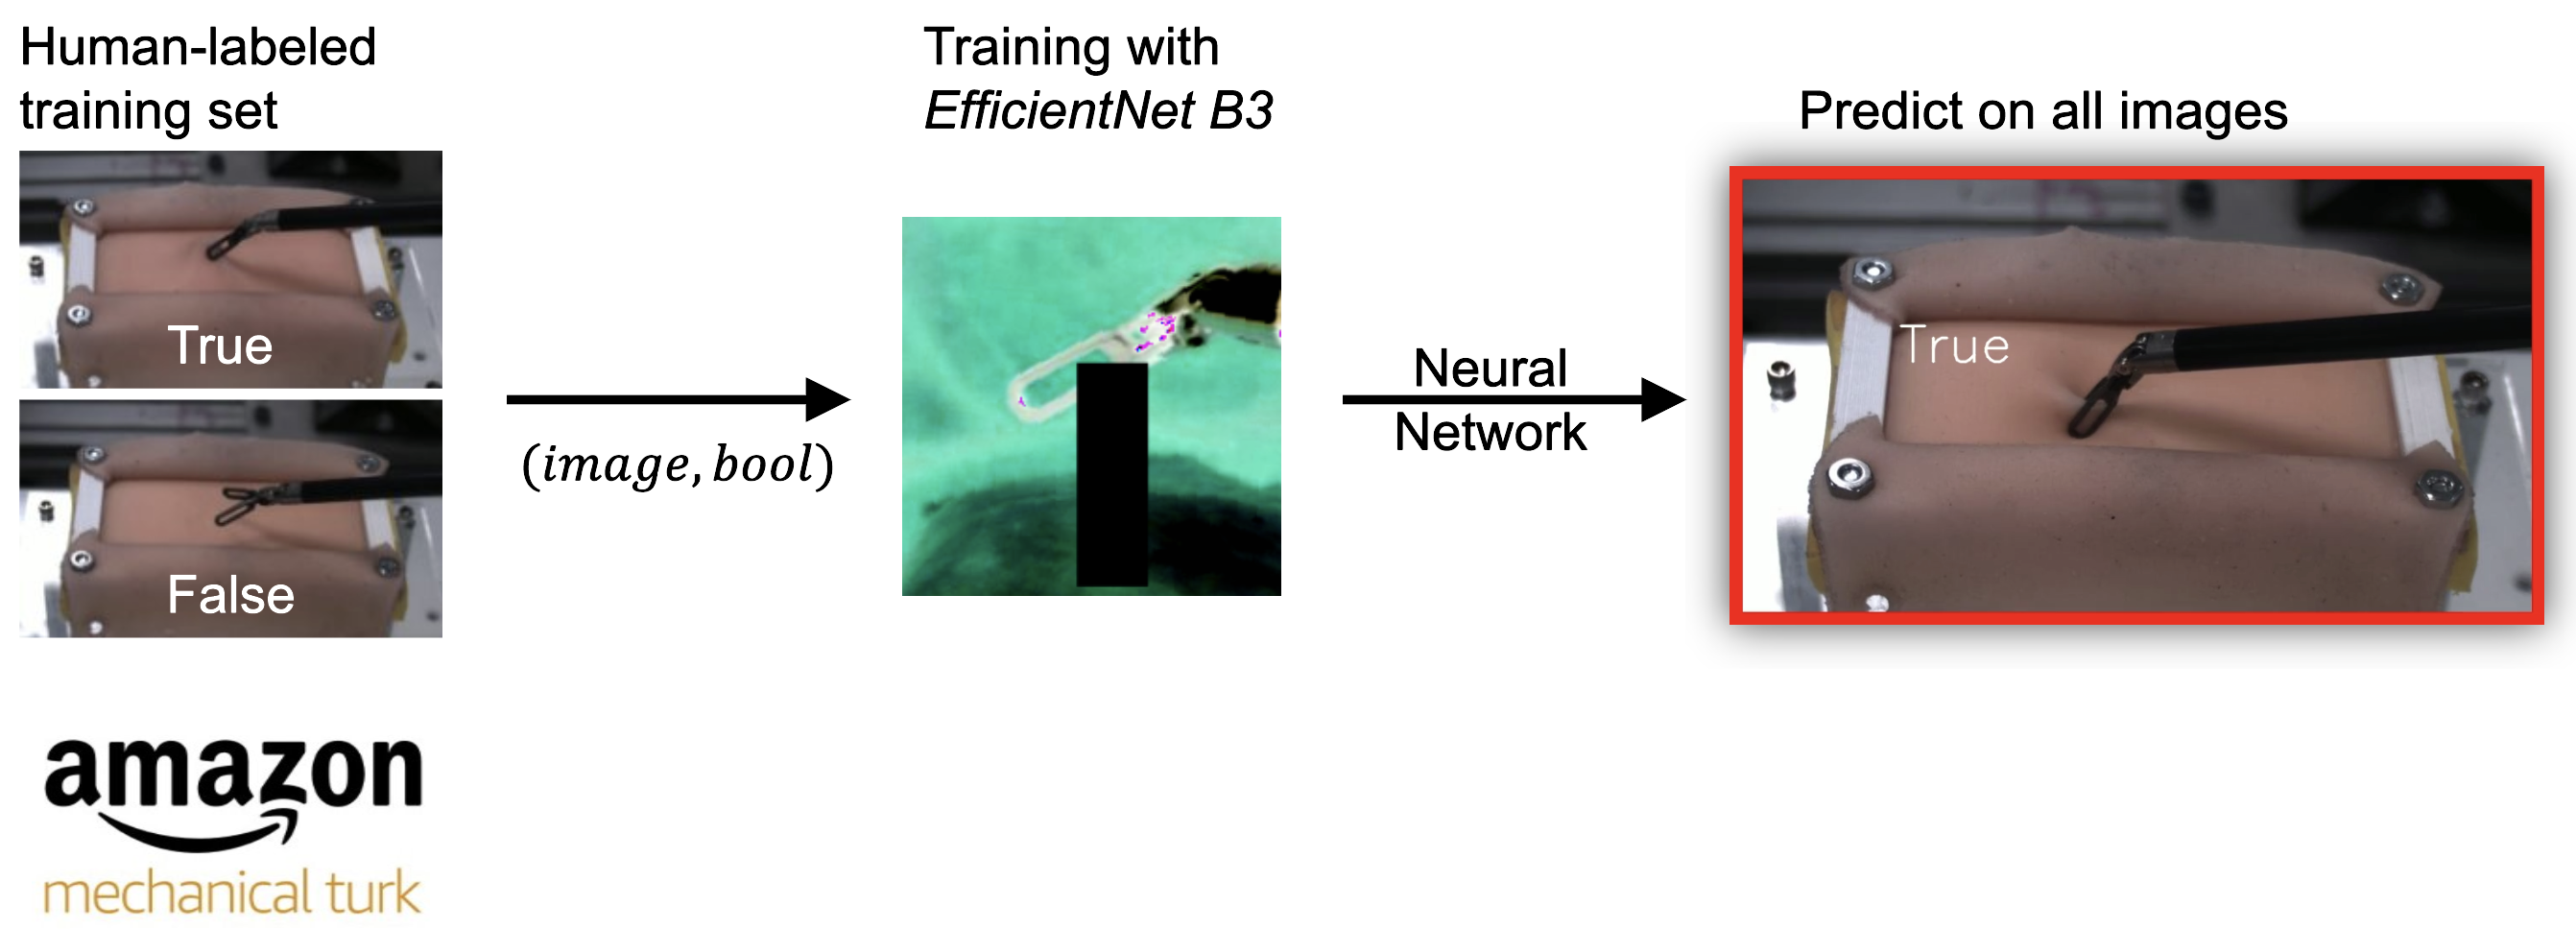 Human-labeled
training set
True
False
amazon
mechanical turk
(image, bool)
Training with
EfficientNet B3
Neural
Network
Predict on all images
True